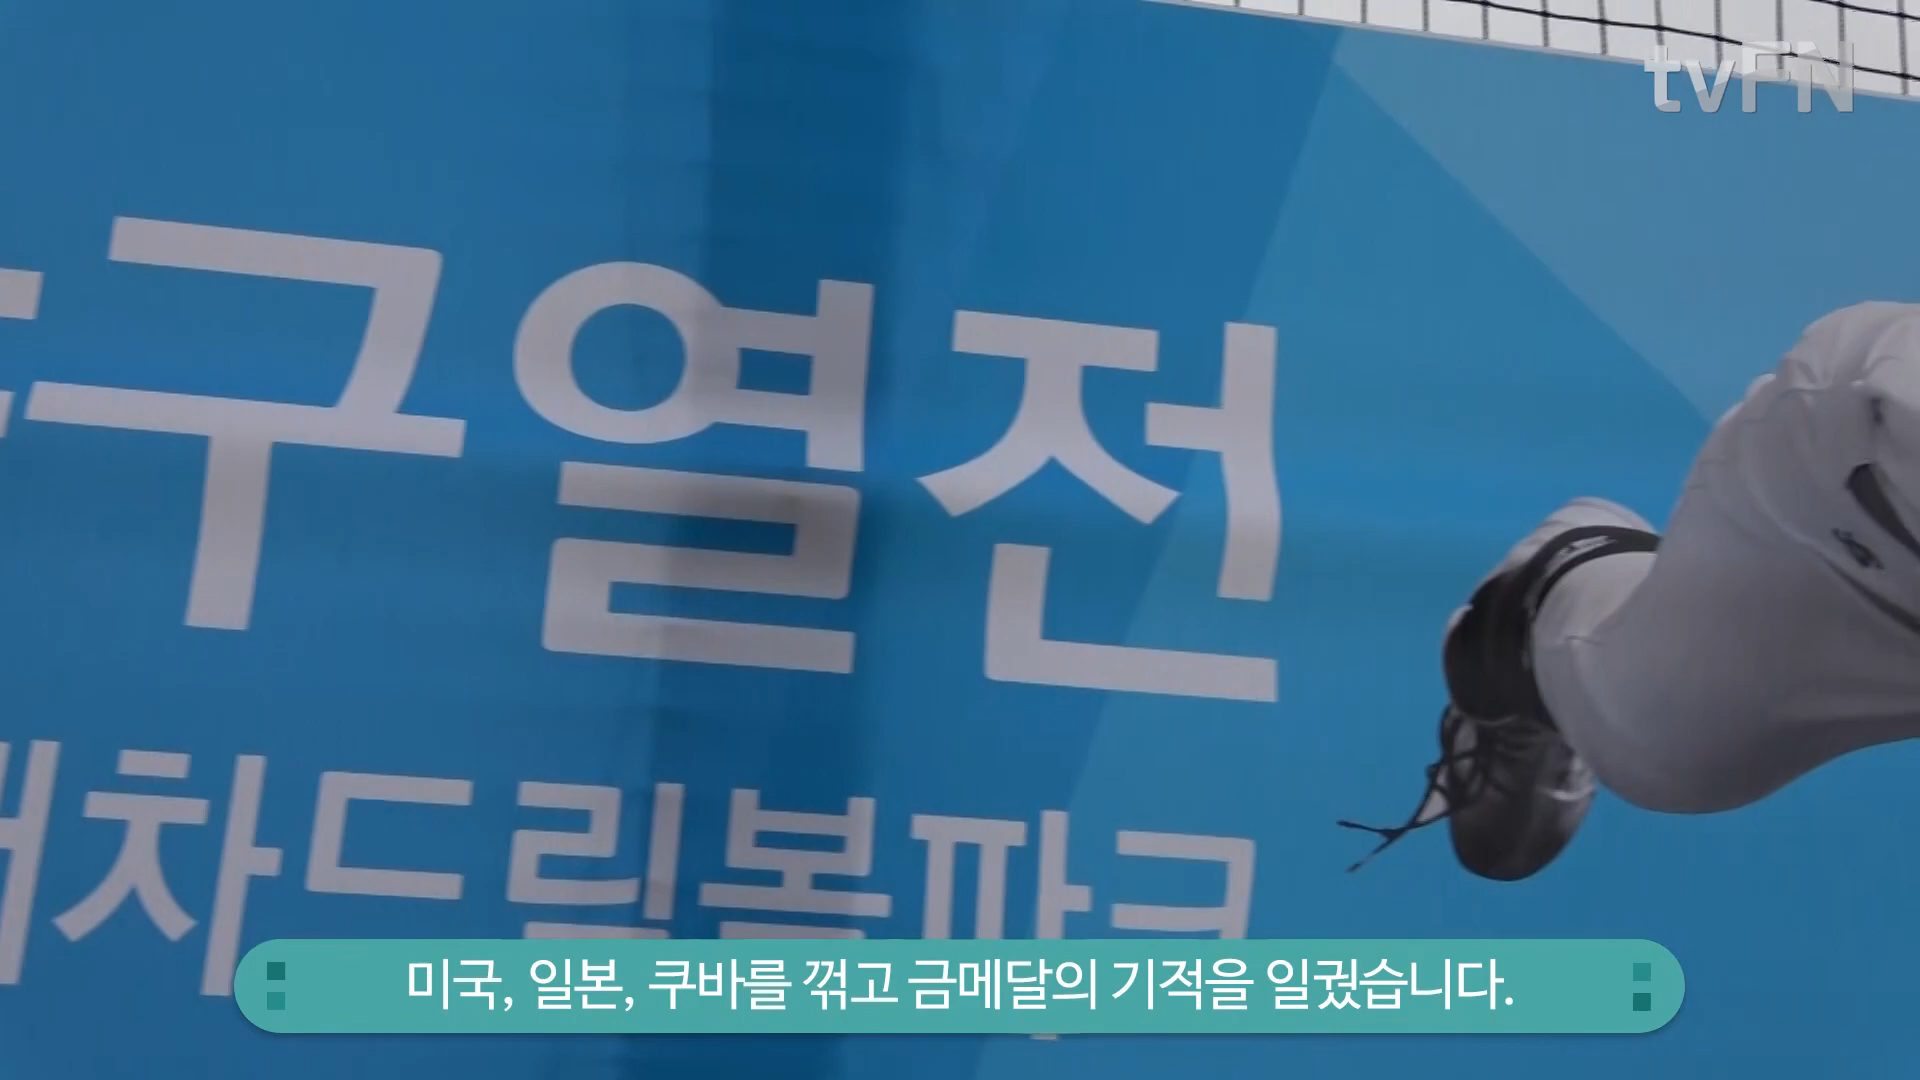 tvFN
구열전
차드림볼파크
미국, 일본, 쿠바를 꺾고 금메달의 기적을 일궜습니다.